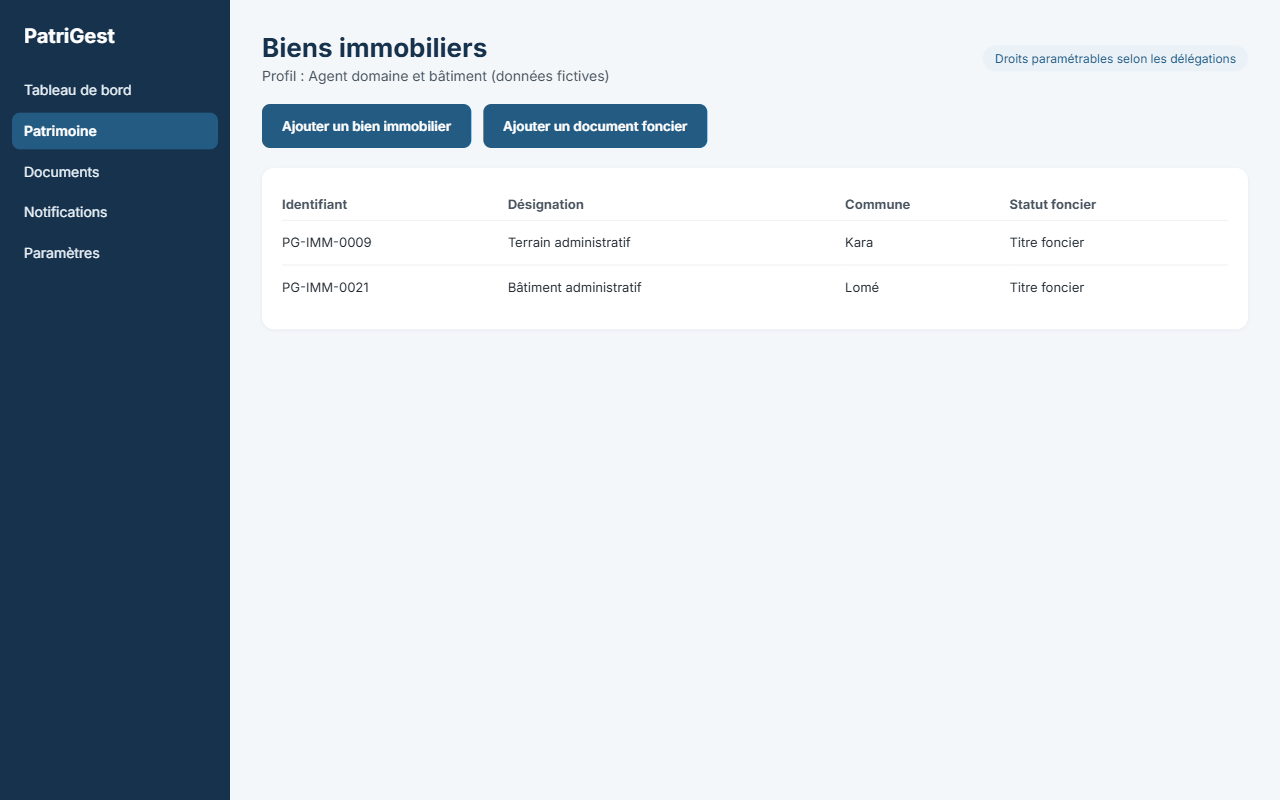 PatriGest
Tableau de bord
Patrimoine
Documents
Notifications
Paramètres
Biens immobiliers
Profil : Agent domaine et bâtiment (données fictives)
Droits paramétrables selon les délégations
Ajouter un bien immobilier Ajouter un document foncier
Identifiant Désignation Commune Statut foncier
PG-IMM-0009 Terrain administratif Kara Titre foncier
PG-IMM-0021 Bâtiment administratif Lomé Titre foncier